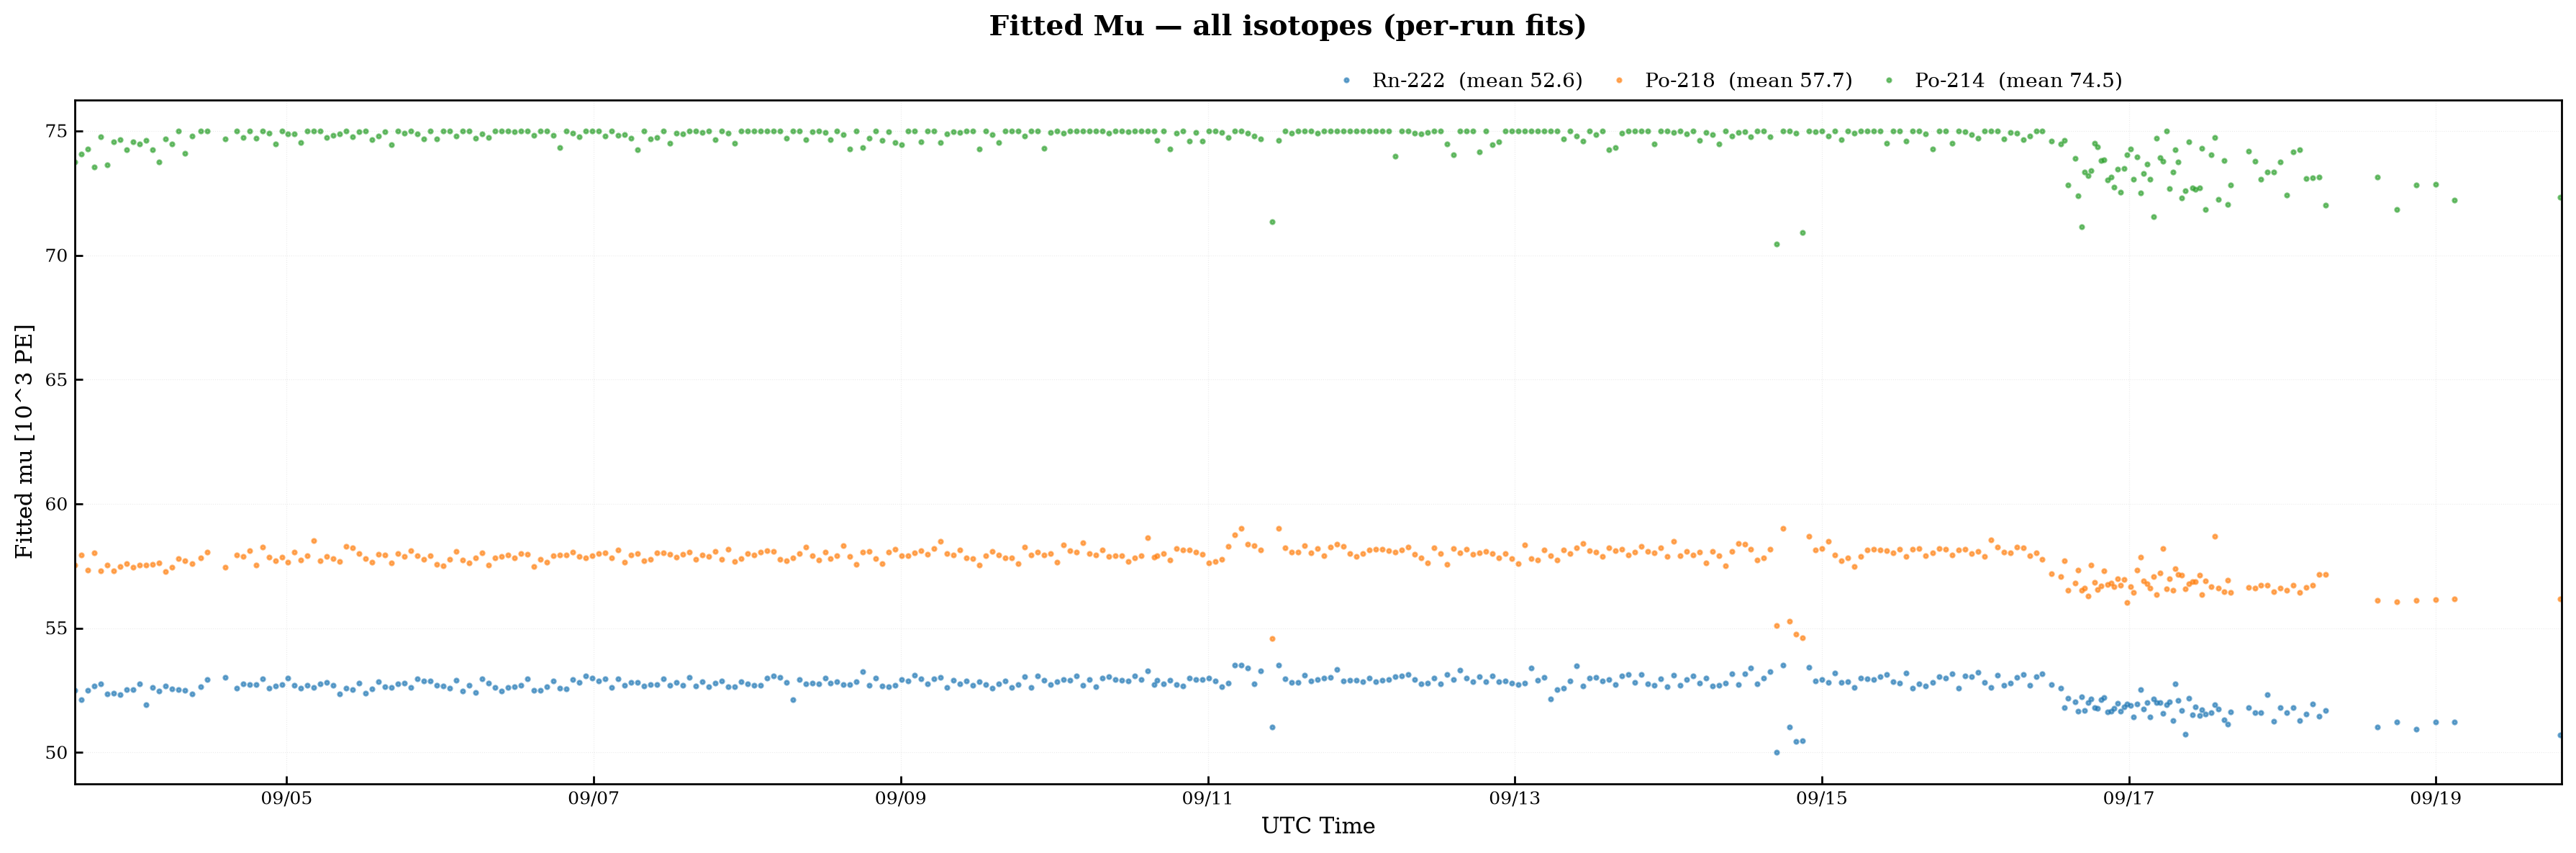 Fitted Mu — all isotopes (per-run fits)
Rn-222 (mean 52.6) Po-218 (mean 57.7) Po-214 (mean 74.5)
75
70
65
60
55
50
Fitted mu [10^3 PE]
09/05 09/07 09/09 09/11 09/13 09/15 09/17 09/19
UTC Time